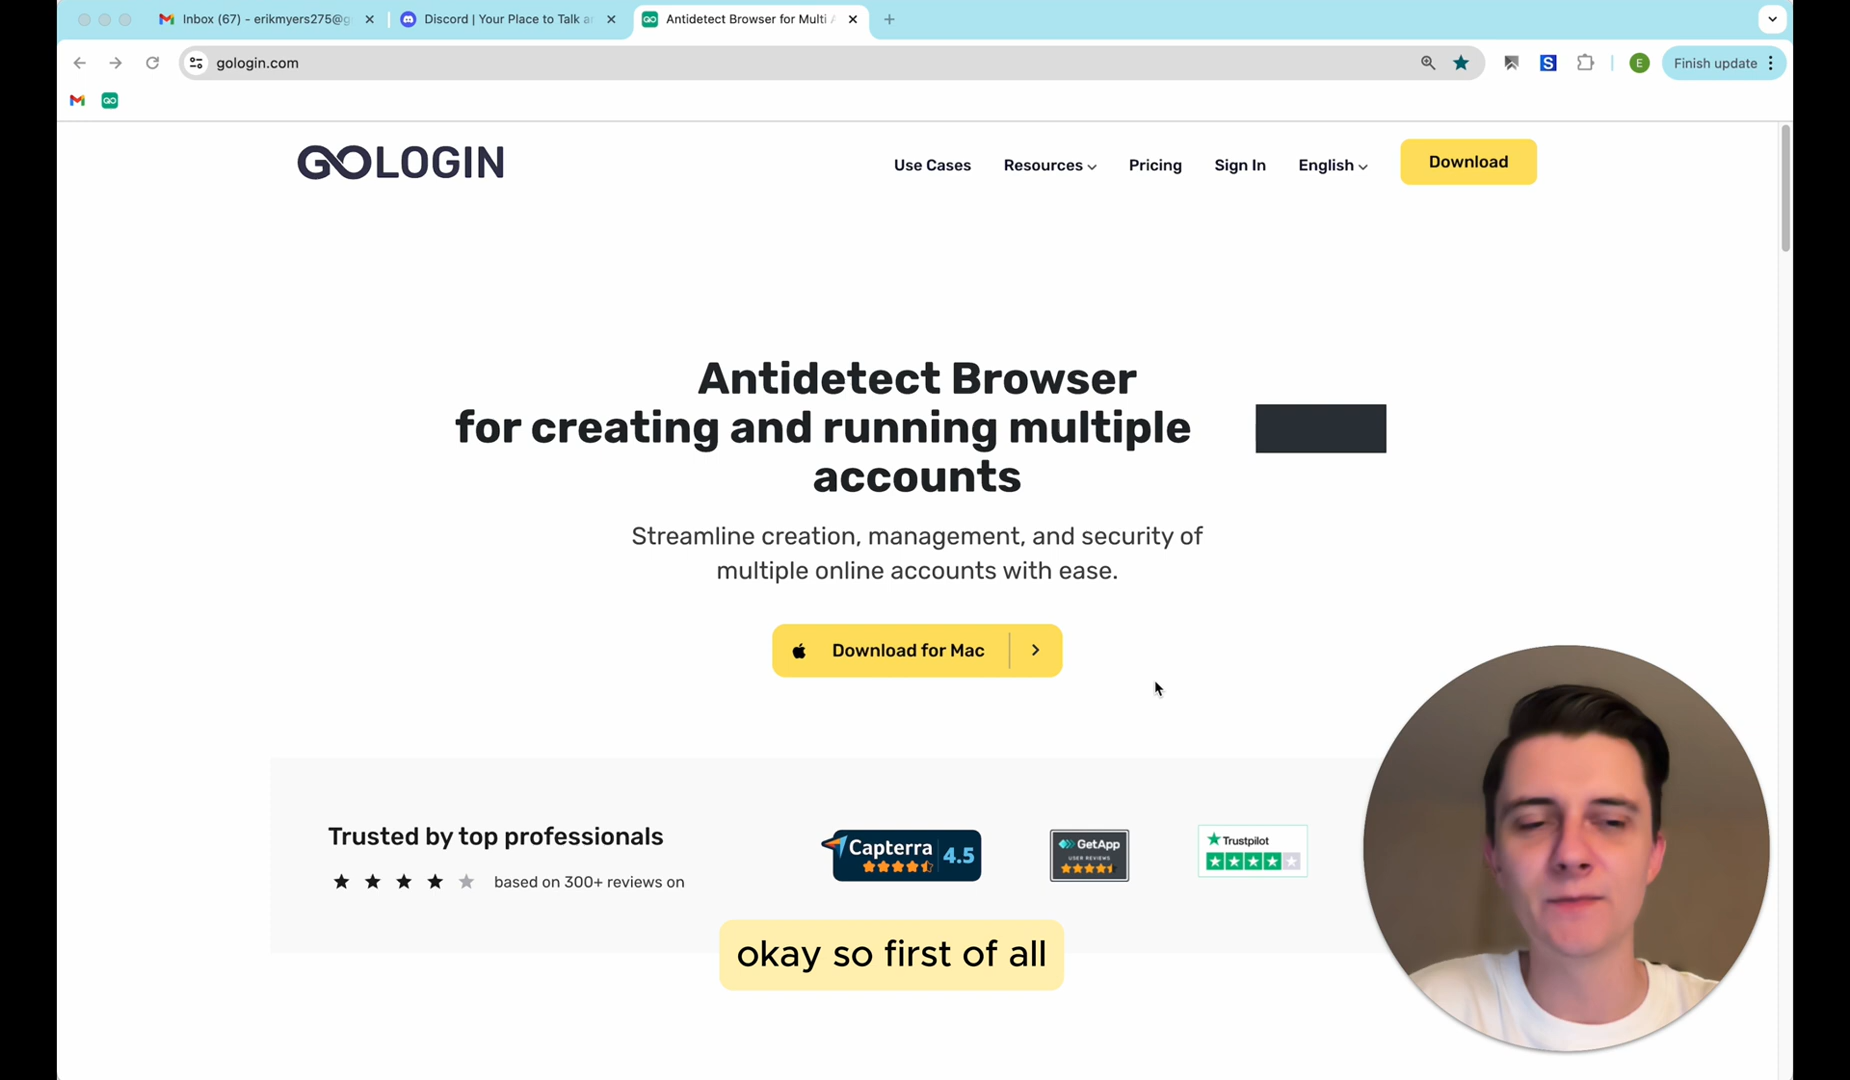 Inbox (67) - erikmyers275@g
Discord | Your Place to Talk a
Antidetect Browser for Multi A
gologin.com
S
E
Finish update
GO
GOLOGIN
Use Cases
Resources
Pricing
Sign In
English
Download
Antidetect Browser
for creating and running multiple
accounts
Streamline creation, management, and security of
multiple online accounts with ease.
Download for Mac
Trusted by top professionals
based on 300+ reviews on
Capterra
4.5
GetApp
USER REVIEWS
Trustpilot
okay so first of all